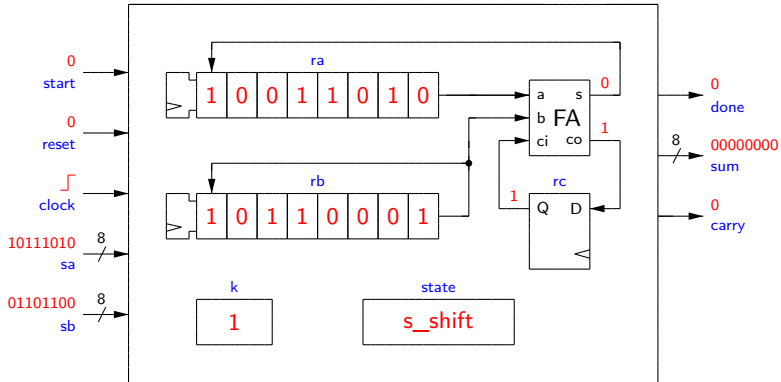 0
start
0
reset
clock
10111010
8
sa
01101100
8
sb
ra
1 0 0 1 1 0 1 0
rb
1 0 1 1 0 0 0 1
a s
b FA
ci co
0
1
rc
1
Q D
k
1
state
s_shift
0
done
8
00000000
sum
0
carry